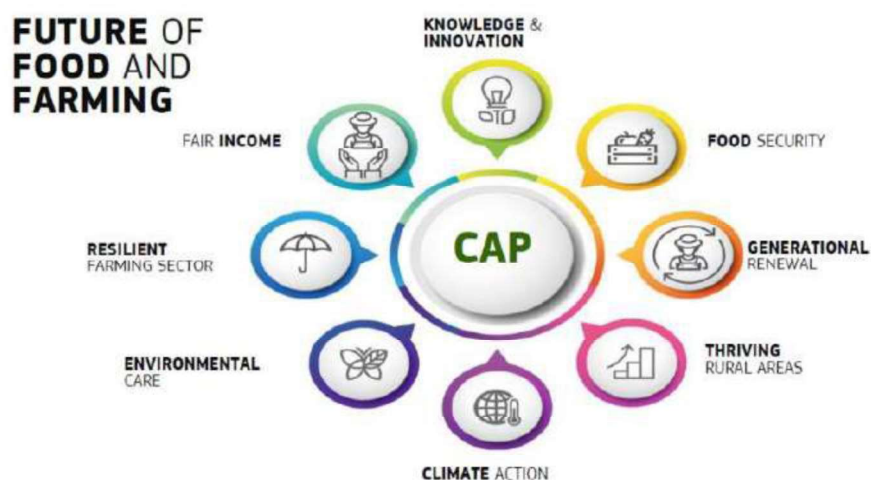 FUTURE OF
FOOD AND
FARMING
KNOWLEDGE &
INNOVATION
FAIR INCOME
FOOD SECURITY
CAP
RESILIENT
FARMING SECTOR
GENERATIONAL
RENEWAL
ENVIRONMENTAL
CARE
THRIVING
RURAL AREAS
CLIMATE ACTION